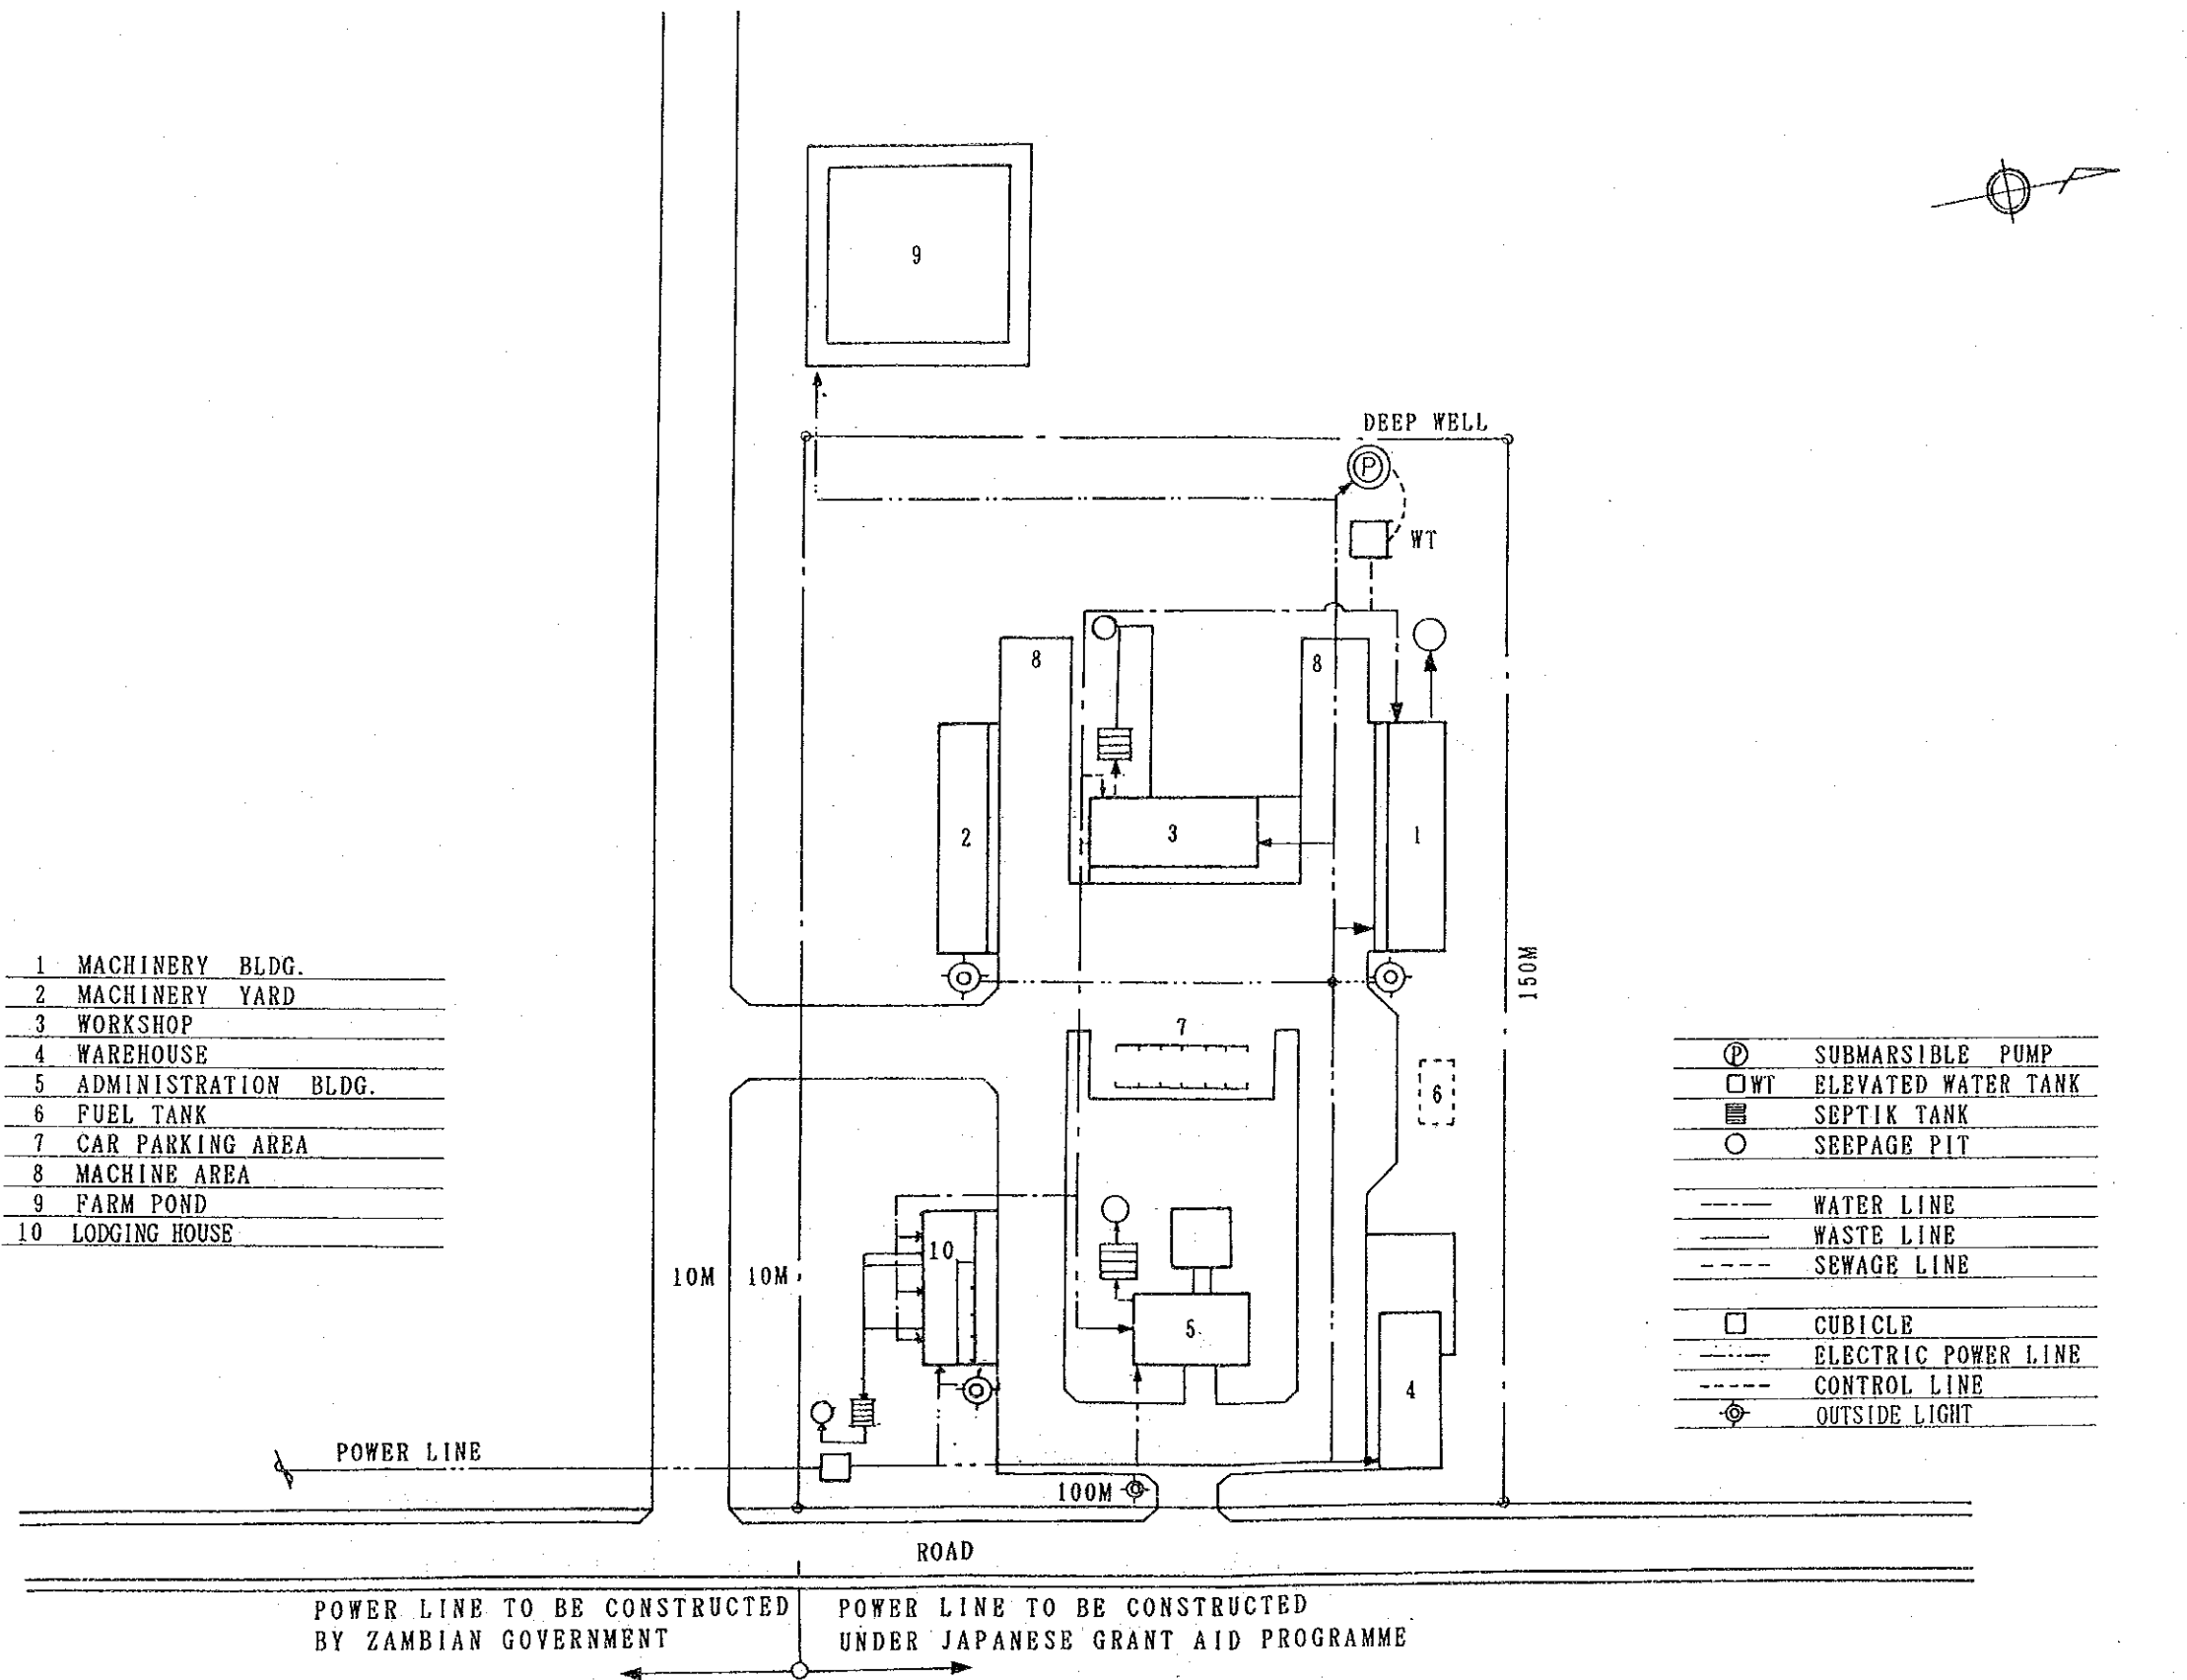 9
DEEP WELL
P
WT
8
8
2
3
1
150M
7
6
1 MACHINERY BLDG.
2 MACHINERY YARD
3 WORKSHOP
4 WAREHOUSE
5 ADMINISTRATION BLDG.
6 FUEL TANK
7 CAR PARKING AREA
8 MACHINE AREA
9 FARM POND
10 LODGING HOUSE
P SUBMARSIBLE PUMP
WT ELEVATED WATER TANK
SEPTIK TANK
SEEPAGE PIT
WATER LINE
WASTE LINE
SEWAGE LINE
CUBICLE
ELECTRIC POWER LINE
CONTROL LINE
OUTSIDE LIGHT
10M 10M
10
5
4
POWER LINE
100M
ROAD
POWER LINE TO BE CONSTRUCTED
BY ZAMBIAN GOVERNMENT
POWER LINE TO BE CONSTRUCTED
UNDER JAPANESE GRANT AID PROGRAMME